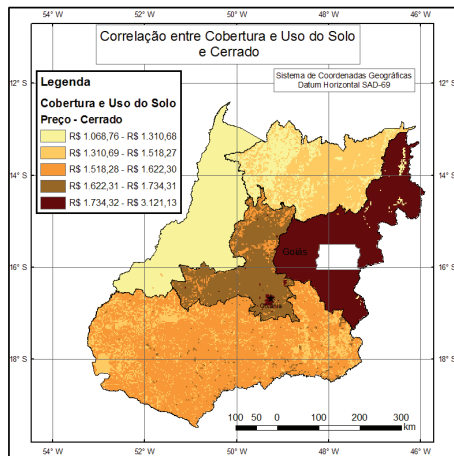 Correlação entre Cobertura e Uso do Solo
e Cerrado
Sistema de Coordenadas Geográficas
Datum Horizontal SAD-69
Legenda
Cobertura e Uso do Solo
Preço - Cerrado
R$ 1.068,76 - R$ 1.310,68
R$ 1.310,69 - R$ 1.518,27
R$ 1.518,28 - R$ 1.622,30
R$ 1.622,31 - R$ 1.734,31
R$ 1.734,32 - R$ 3.121,13
54° W 52° W 50° W 48° W 46° W
12° S 12° S
14° S 14° S
16° S 16° S
18° S 18° S
Goiás
100 50 0 100 200 300
km
54° W 52° W 50° W 48° W 46° W